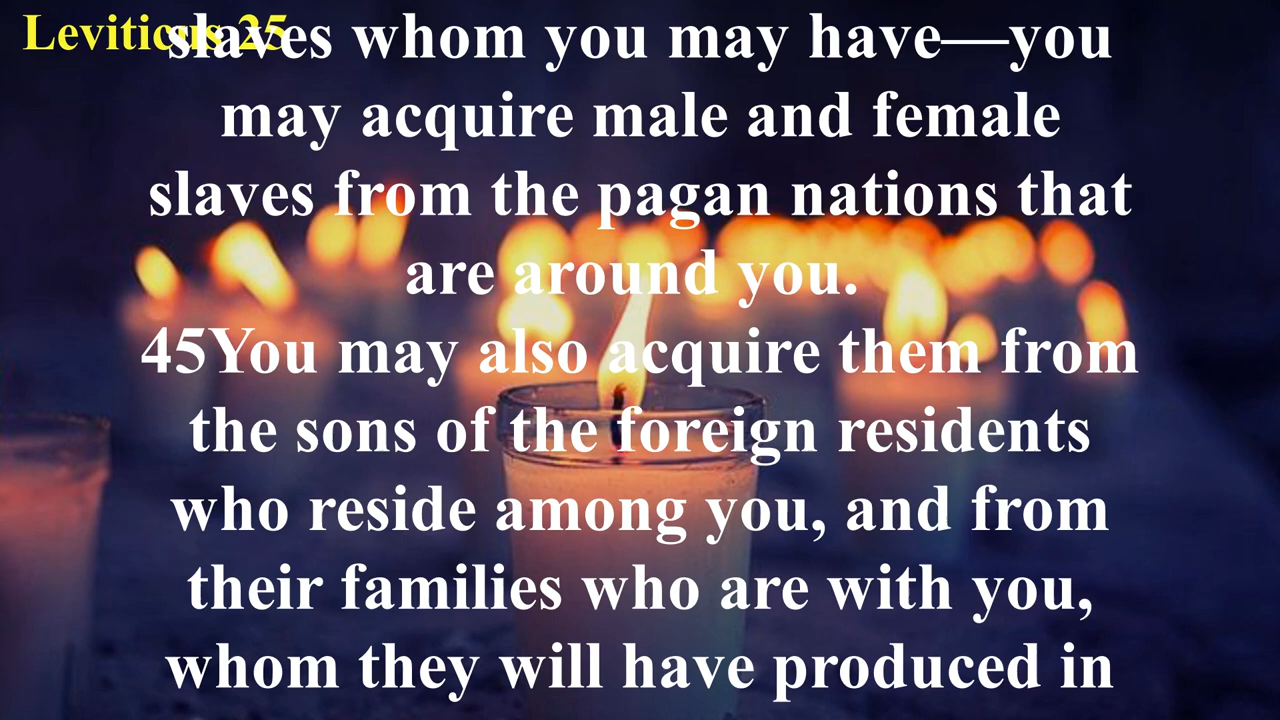 Leviticus 25
slaves whom you may have—you
may acquire male and female
slaves from the pagan nations that
are around you.
45You may also acquire them from
the sons of the foreign residents
who reside among you, and from
their families who are with you,
whom they will have produced in